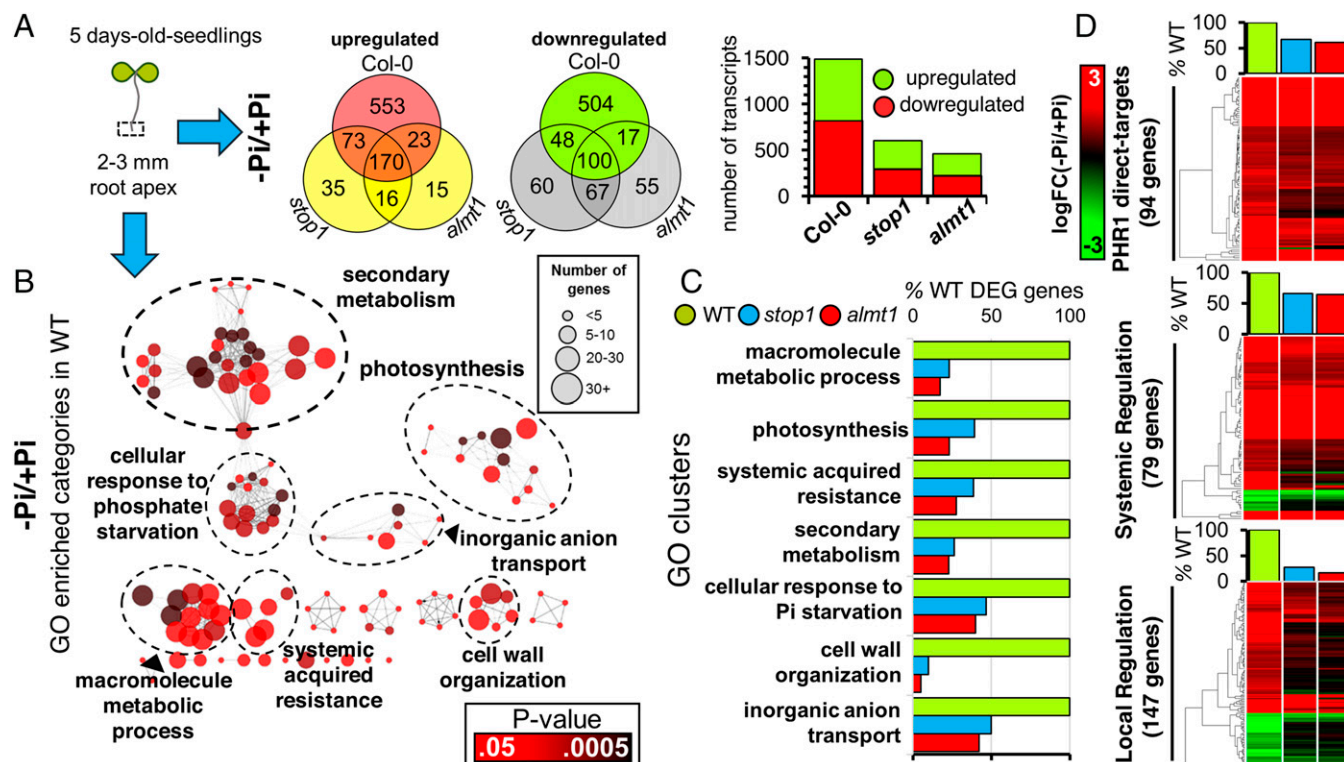 A
5 days-old-seedlings
2-3 mm
root apex
-Pi/+Pi
upregulated
Col-0
553
73
23
170
35
16
15
stop1
almt1
downregulated
Col-0
504
48
17
100
60
67
55
stop1
almt1
number of transcripts
1500
1000
500
0
upregulated
dowregulated
Col-0
stop1
almt1
B
-Pi/+Pi
GO enriched categories in WT
secondary
metabolism
Number of
genes
<5
5-10
20-30
30+
photosynthesis
cellular
response to
phosphate
starvation
inorganic anion
transport
macromolecule
metabolic
process
systemic
acquired
resistance
cell wall
organization
P-value
.05 .0005
C
% WT DEG genes
WT stop1 almt1
0 50 100
GO clusters
macromolecule
metabolic process
photosynthesis
systemic acquired
resistance
secondary
metabolism
cellular response to
Pi starvation
cell wall
organization
inorganic anion
transport
D
logFC(-Pi/+Pi)
3
-3
% WT
100
50
0
PHR1 direct-targets
(94 genes)
% WT
100
50
0
Systemic Regulation
(79 genes)
% WT
100
50
0
Local Regulation
(147 genes)